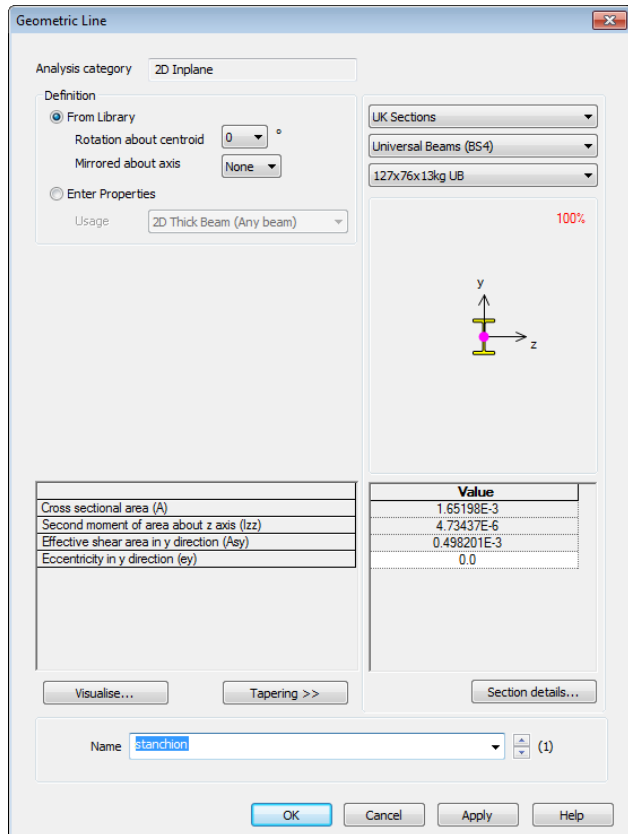 Geometric Line
Analysis category 2D Inplane
Definition
From Library
Rotation about centroid 0 °
Mirrored about axis None
Enter Properties
Usage 2D Thick Beam (Any beam)
UK Sections
Universal Beams (BS4)
127x76x13kg UB
100%
y
z
Value
Cross sectional area (A) 1.65198E-3
Second moment of area about z axis (Izz) 4.73437E-6
Effective shear area in y direction (Asy) 0.498201E-3
Eccentricity in y direction (ey) 0.0
Visualise... Tapering >> Section details...
Name stanchion (1)
OK Cancel Apply Help